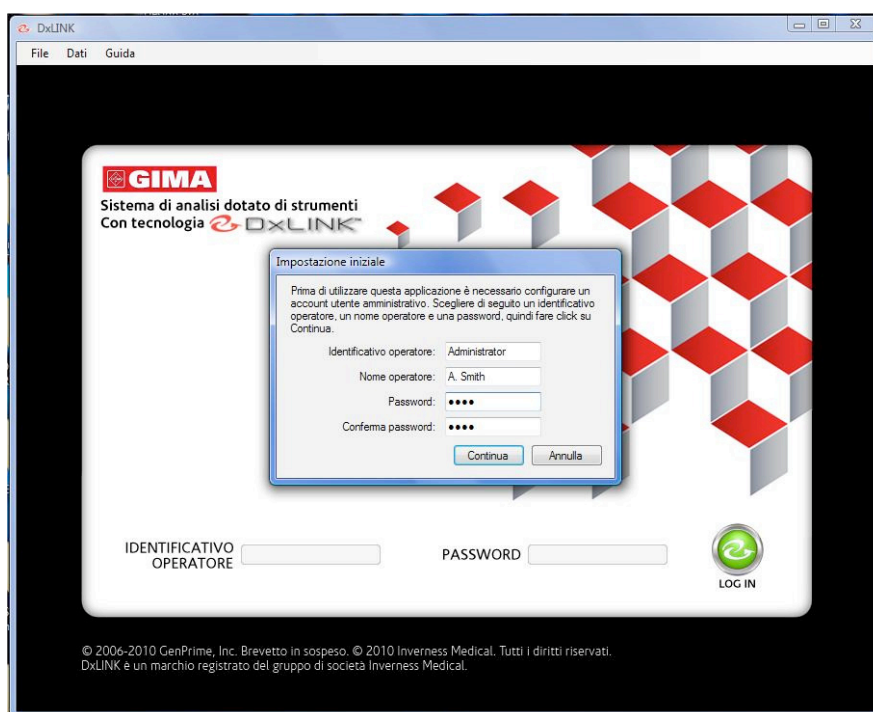 DxLINK
File Dati Guida
GIMA
Sistema di analisi dotato di strumenti
Con tecnologia DxLINK™
Impostazione iniziale
Prima di utilizzare questa applicazione è necessario configurare un
account utente amministrativo. Scegliere di seguito un identificativo
operatore, un nome operatore e una password, quindi fare click su
Continua.
Identificativo operatore: Administrator
Nome operatore: A. Smith
Password: ●●●●
Conferma password: ●●●●
Continua Annulla
IDENTIFICATIVO
OPERATORE
PASSWORD
LOG IN
© 2006-2010 GenPrime, Inc. Brevetto in sospeso. © 2010 Inverness Medical. Tutti i diritti riservati.
DxLINK è un marchio registrato del gruppo di società Inverness Medical.